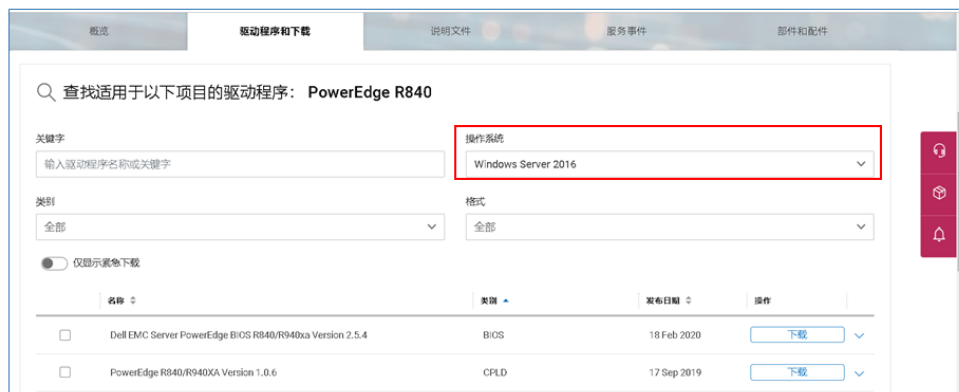 概览 驱动程序和下载 说明文件 服务事件 部件和配件
查找适用于以下项目的驱动程序： PowerEdge R840
关键字 操作系统
输入驱动程序名称或关键字 Windows Server 2016
类别 格式
全部 全部
仅显示紧急下载
名称 类别 发布日期 操作
Dell EMC Server PowerEdge BIOS R840/R940xa Version 2.5.4 BIOS 18 Feb 2020 下载
PowerEdge R840/R940XA Version 1.0.6 CPLD 17 Sep 2019 下载